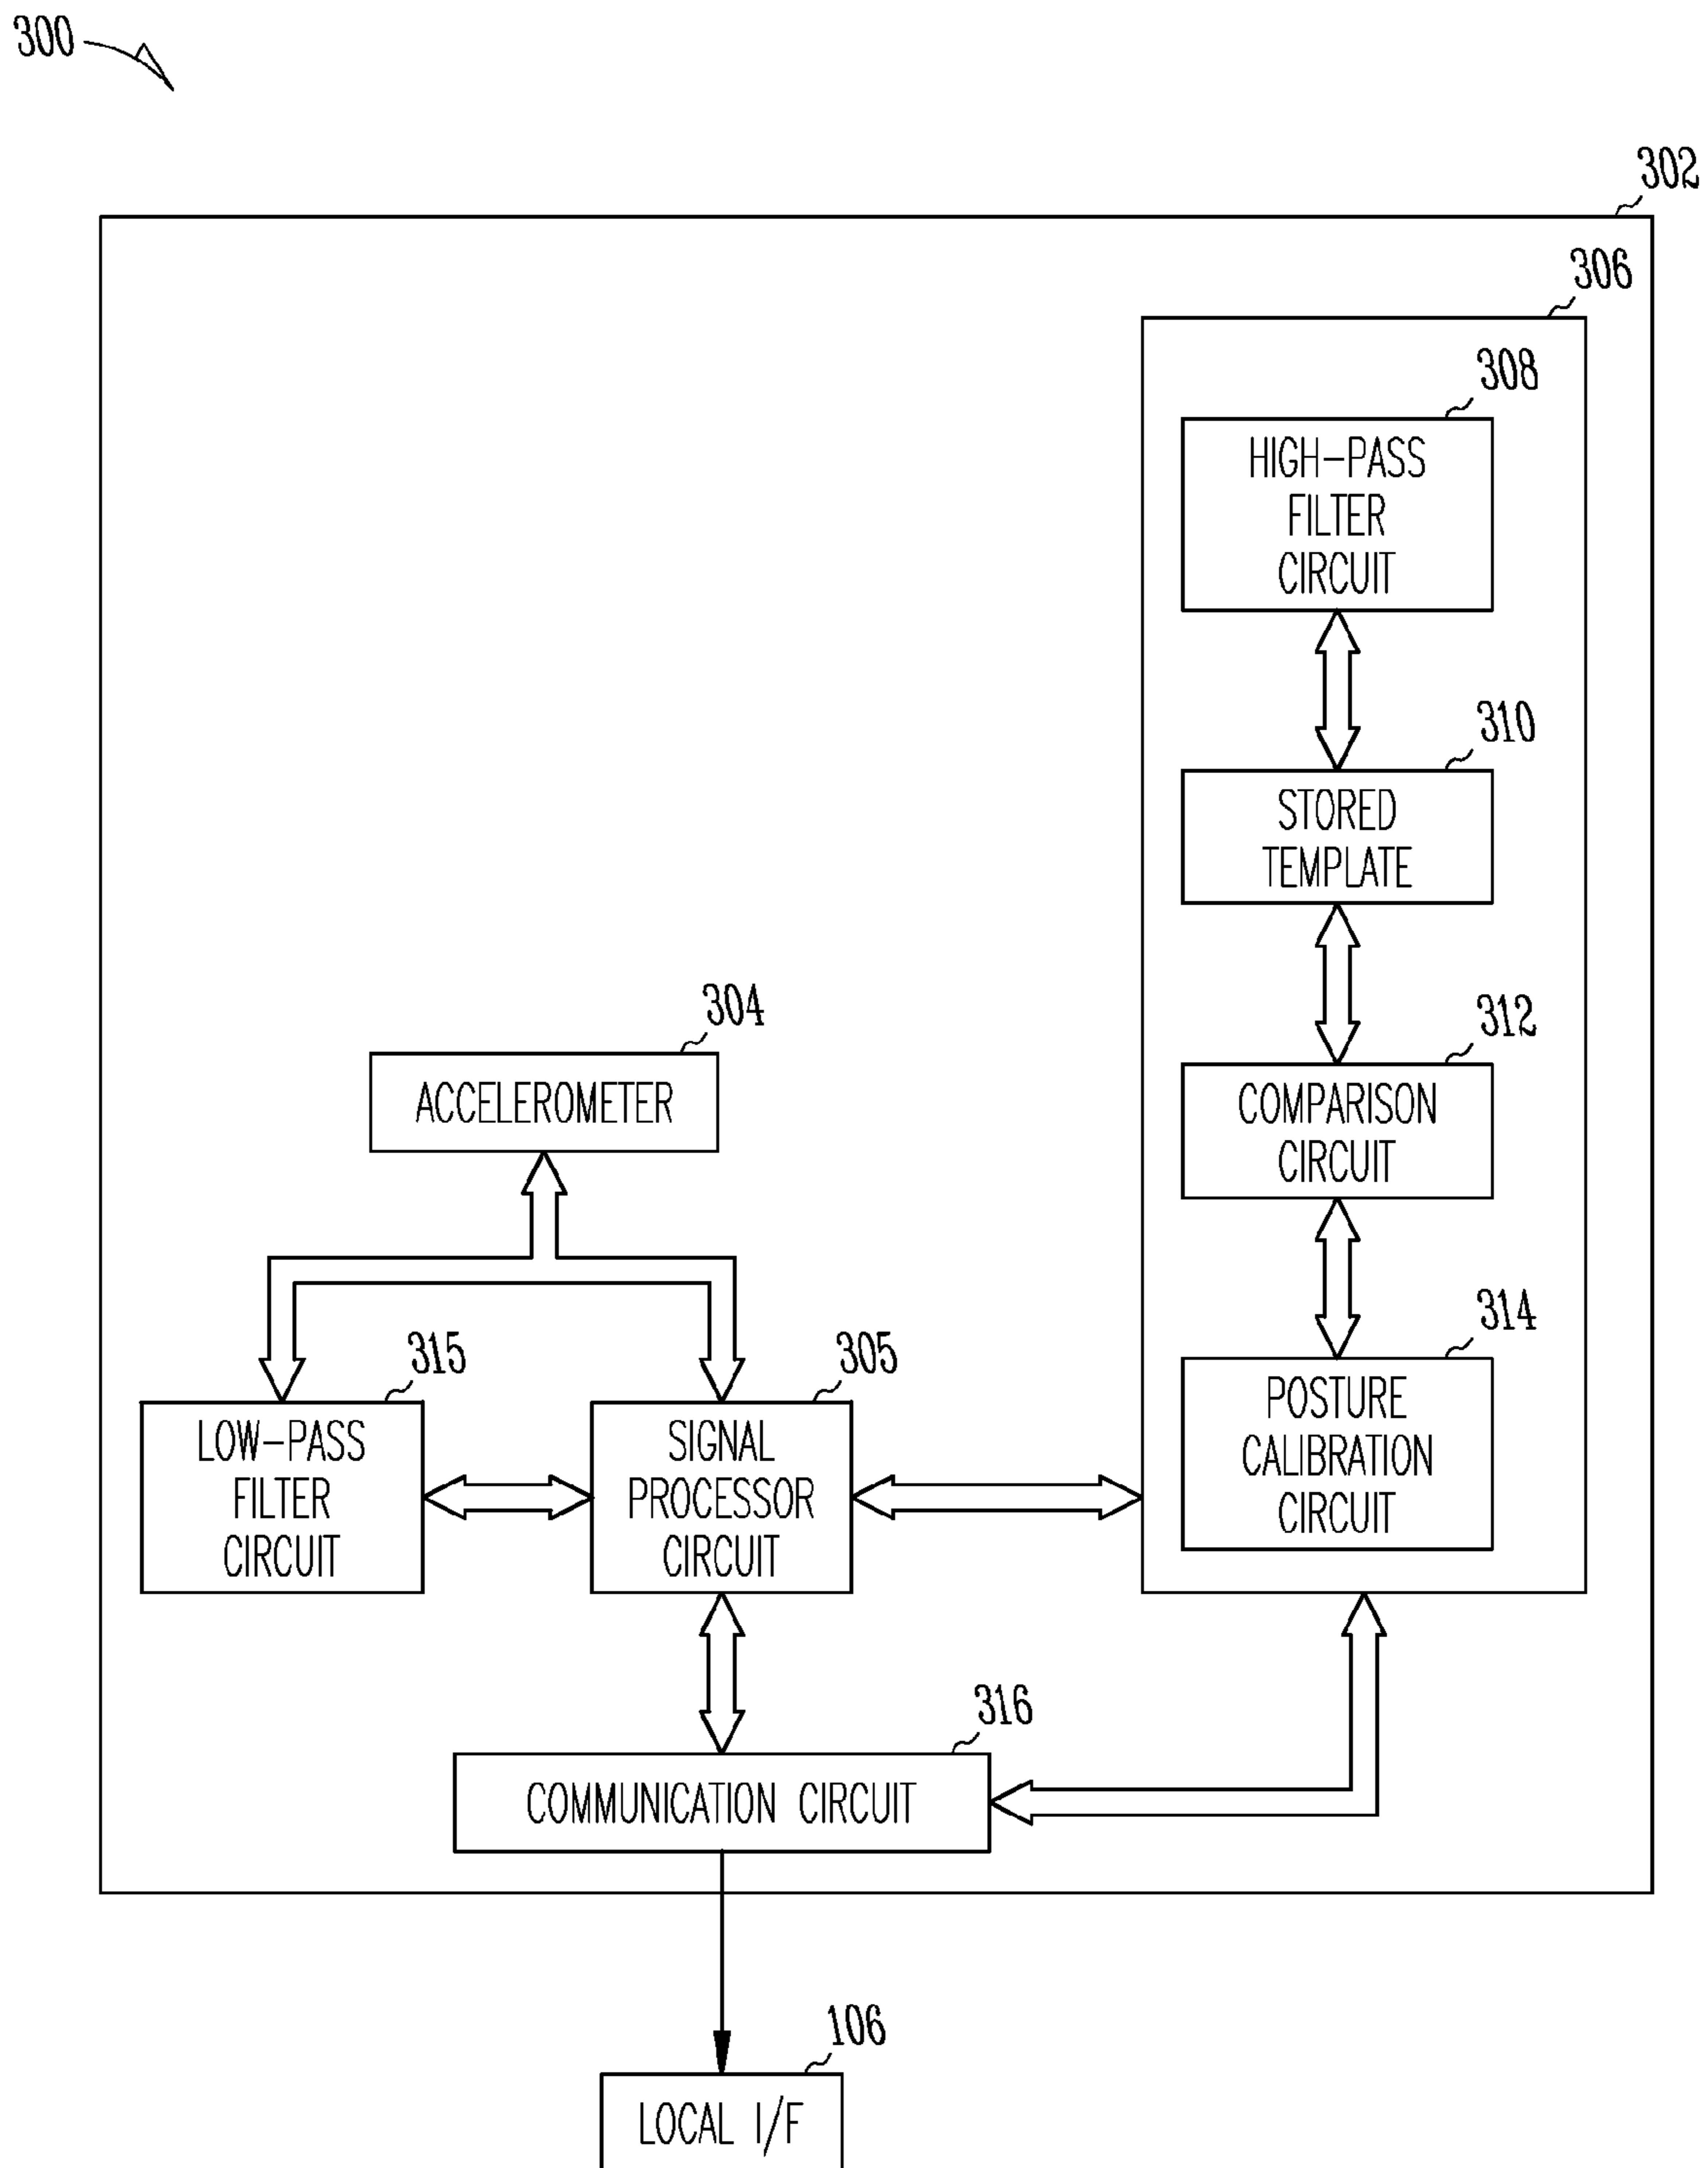 300
302
306
308
HIGH-PASS
FILTER
CIRCUIT
310
STORED
TEMPLATE
304
ACCELEROMETER
312
COMPARISON
CIRCUIT
315
LOW-PASS
FILTER
CIRCUIT
305
SIGNAL
PROCESSOR
CIRCUIT
314
POSTURE
CALIBRATION
CIRCUIT
316
COMMUNICATION CIRCUIT
106
LOCAL I/F